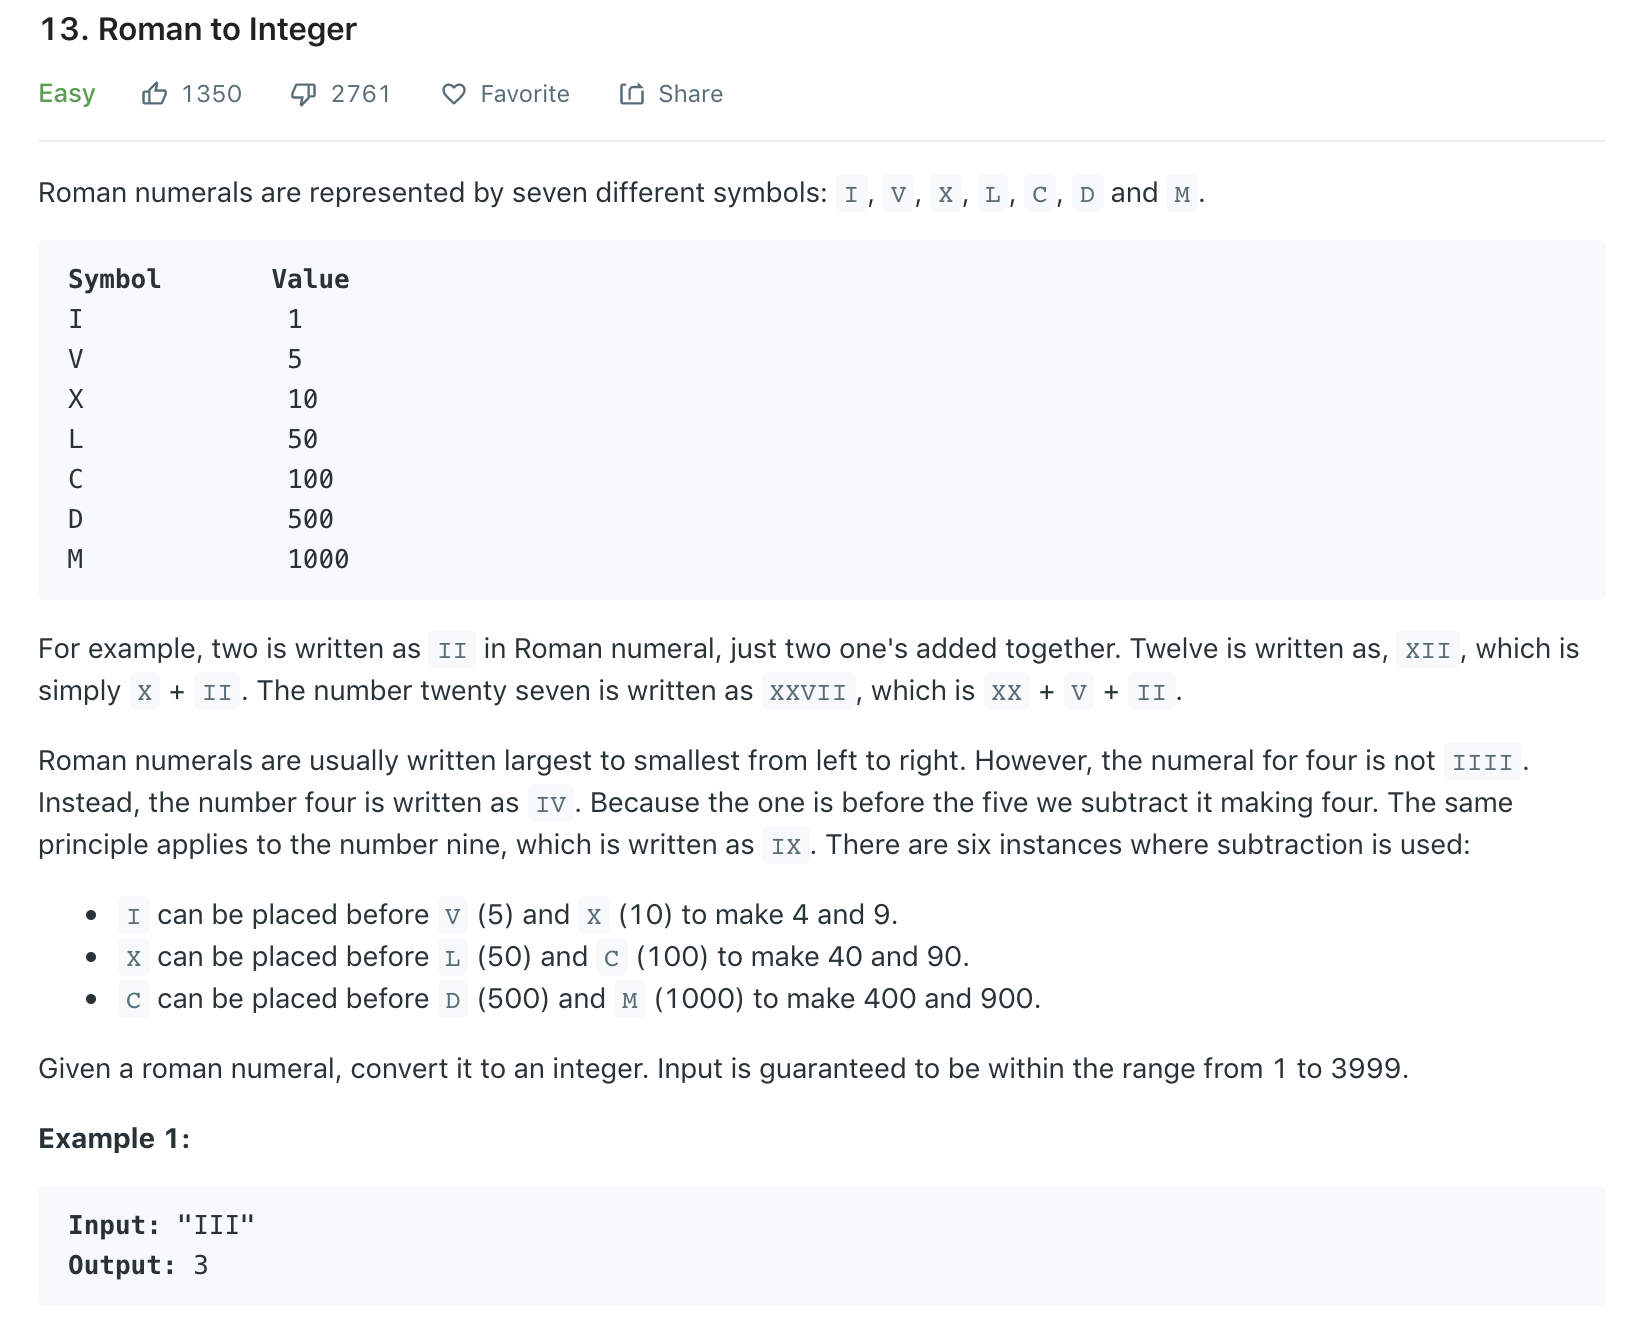 13. Roman to Integer
Easy 1350 2761 Favorite Share
Roman numerals are represented by seven different symbols: I, V, X, L, C, D and M.
Symbol Value
I 1
V 5
X 10
L 50
C 100
D 500
M 1000
For example, two is written as II in Roman numeral, just two one's added together. Twelve is written as, XII, which is
simply X + II. The number twenty seven is written as XXVII, which is XX + V + II.
Roman numerals are usually written largest to smallest from left to right. However, the numeral for four is not IIII.
Instead, the number four is written as IV. Because the one is before the five we subtract it making four. The same
principle applies to the number nine, which is written as IX. There are six instances where subtraction is used:
• I can be placed before V (5) and X (10) to make 4 and 9.
• X can be placed before L (50) and C (100) to make 40 and 90.
• C can be placed before D (500) and M (1000) to make 400 and 900.
Given a roman numeral, convert it to an integer. Input is guaranteed to be within the range from 1 to 3999.
Example 1:
Input: "III"
Output: 3